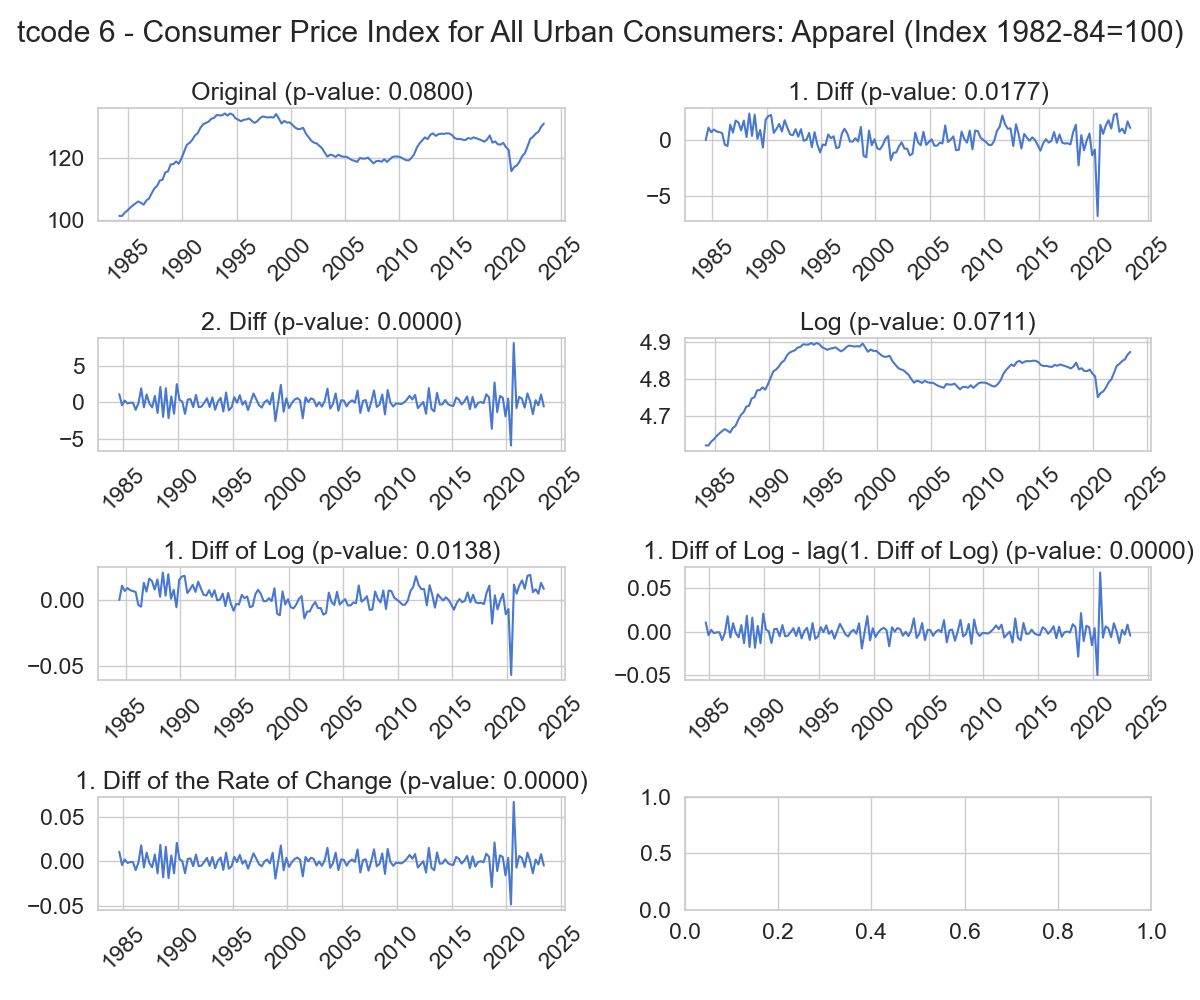 tcode 6 - Consumer Price Index for All Urban Consumers: Apparel (Index 1982-84=100)
Original (p-value: 0.0800)
120
100
1985 1990 1995 2000 2005 2010 2015 2020 2025
1. Diff (p-value: 0.0177)
0
−5
1985 1990 1995 2000 2005 2010 2015 2020 2025
2. Diff (p-value: 0.0000)
5
0
−5
1985 1990 1995 2000 2005 2010 2015 2020 2025
Log (p-value: 0.0711)
4.9
4.8
4.7
1985 1990 1995 2000 2005 2010 2015 2020 2025
1. Diff of Log (p-value: 0.0138)
0.00
−0.05
1985 1990 1995 2000 2005 2010 2015 2020 2025
1. Diff of Log - lag(1. Diff of Log) (p-value: 0.0000)
0.05
0.00
−0.05
1985 1990 1995 2000 2005 2010 2015 2020 2025
1. Diff of the Rate of Change (p-value: 0.0000)
0.05
0.00
−0.05
1985 1990 1995 2000 2005 2010 2015 2020 2025
1.0
0.5
0.0
0.0 0.2 0.4 0.6 0.8 1.0